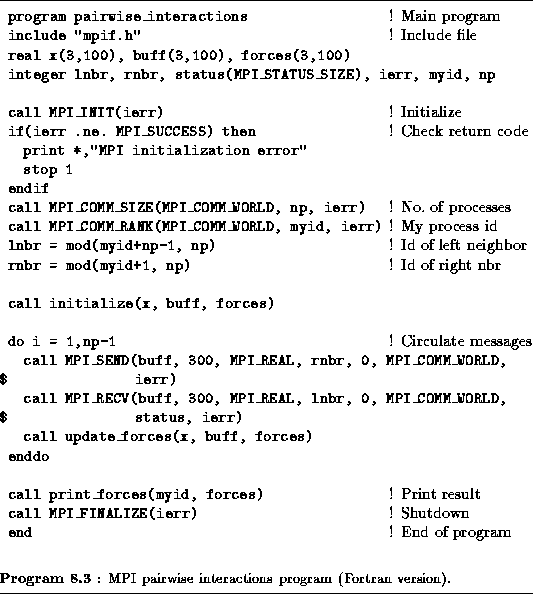 program pairwise_interactions ! Main program
include "mpif.h" ! Include file
real x(3,100), buff(3,100), forces(3,100)
integer lnbr, rnbr, status(MPI_STATUS_SIZE), ierr, myid, np
call MPI_INIT(ierr) ! Initialize
if(ierr .ne. MPI_SUCCESS) then ! Check return code
print *,"MPI initialization error"
stop 1
endif
call MPI_COMM_SIZE(MPI_COMM_WORLD, np, ierr) ! No. of processes
call MPI_COMM_RANK(MPI_COMM_WORLD, myid, ierr) ! My process id
lnbr = mod(myid+np-1, np) ! Id of left neighbor
rnbr = mod(myid+1, np) ! Id of right nbr
call initialize(x, buff, forces)
do i = 1,np-1 ! Circulate messages
call MPI_SEND(buff, 300, MPI_REAL, rnbr, 0, MPI_COMM_WORLD,
$ ierr)
call MPI_RECV(buff, 300, MPI_REAL, lnbr, 0, MPI_COMM_WORLD,
$ status, ierr)
call update_forces(x, buff, forces)
enddo
call print_forces(myid, forces) ! Print result
call MPI_FINALIZE(ierr) ! Shutdown
end ! End of program
Program 8.3 : MPI pairwise interactions program (Fortran version).